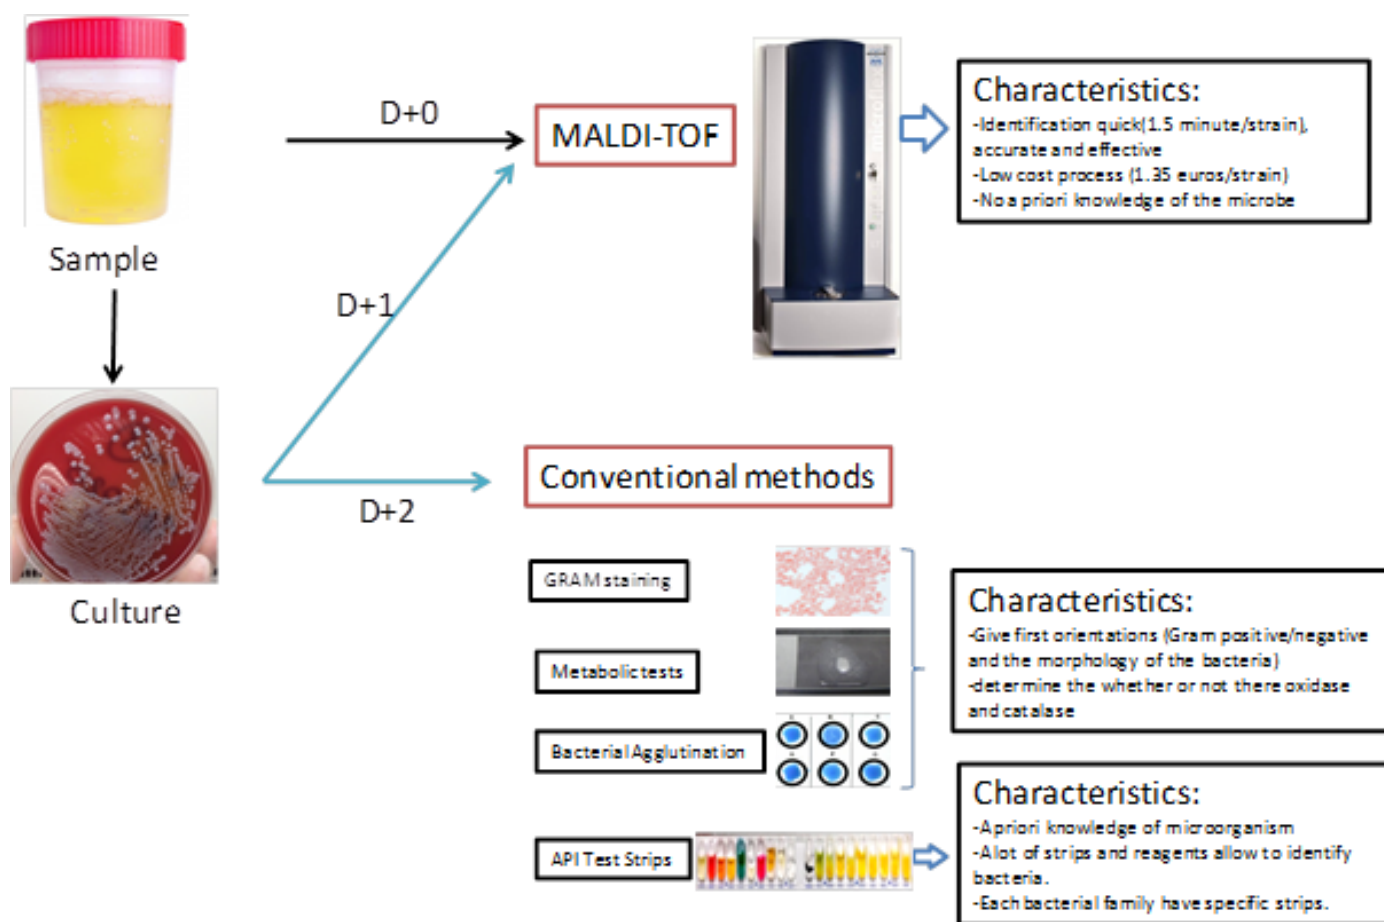 D+0
MALDI-TOF
microflex
Characteristics:
-Identification quick(1.5 minute/strain),
accurate and effective
-Low cost process (1.35 euros/strain)
-No a priori knowledge of the microbe
Sample
D+1
Conventional methods
D+2
Culture
GRAM staining
Metabolic tests
Bacterial Agglutination
Characteristics:
-Give first orientations (Gram positive/negative
and the morphology of the bacteria)
-determine the whether or not there oxidase
and catalase
API Test Strips
Characteristics:
-A priori knowledge of microorganism
-Alot of strips and reagents allow to identify
bacteria.
-Each bacterial family have specific strips.